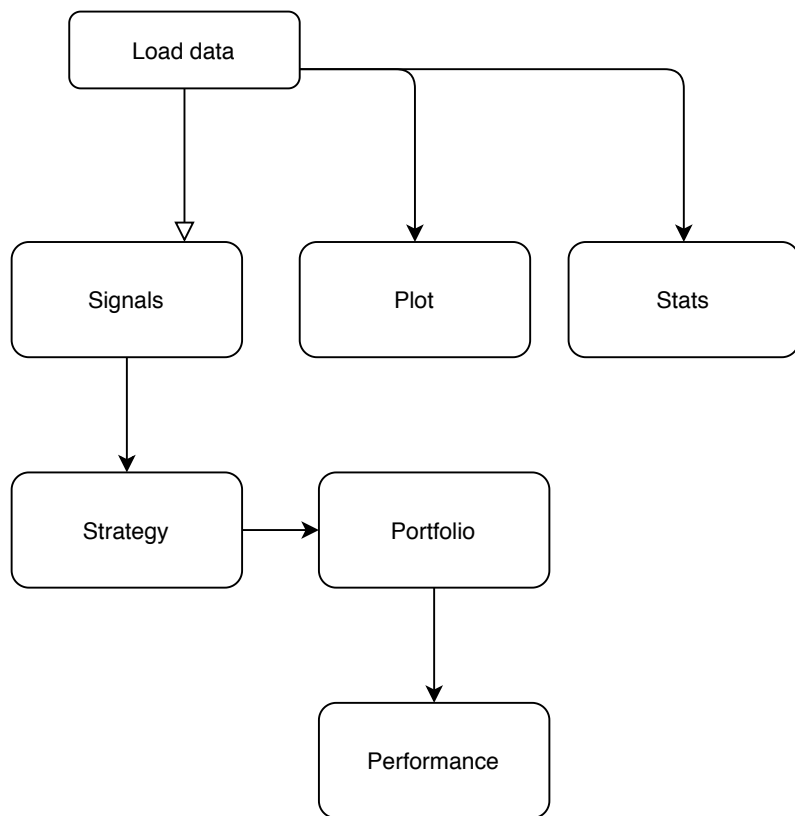 Load data
Signals
Plot
Stats
Strategy
Portfolio
Performance